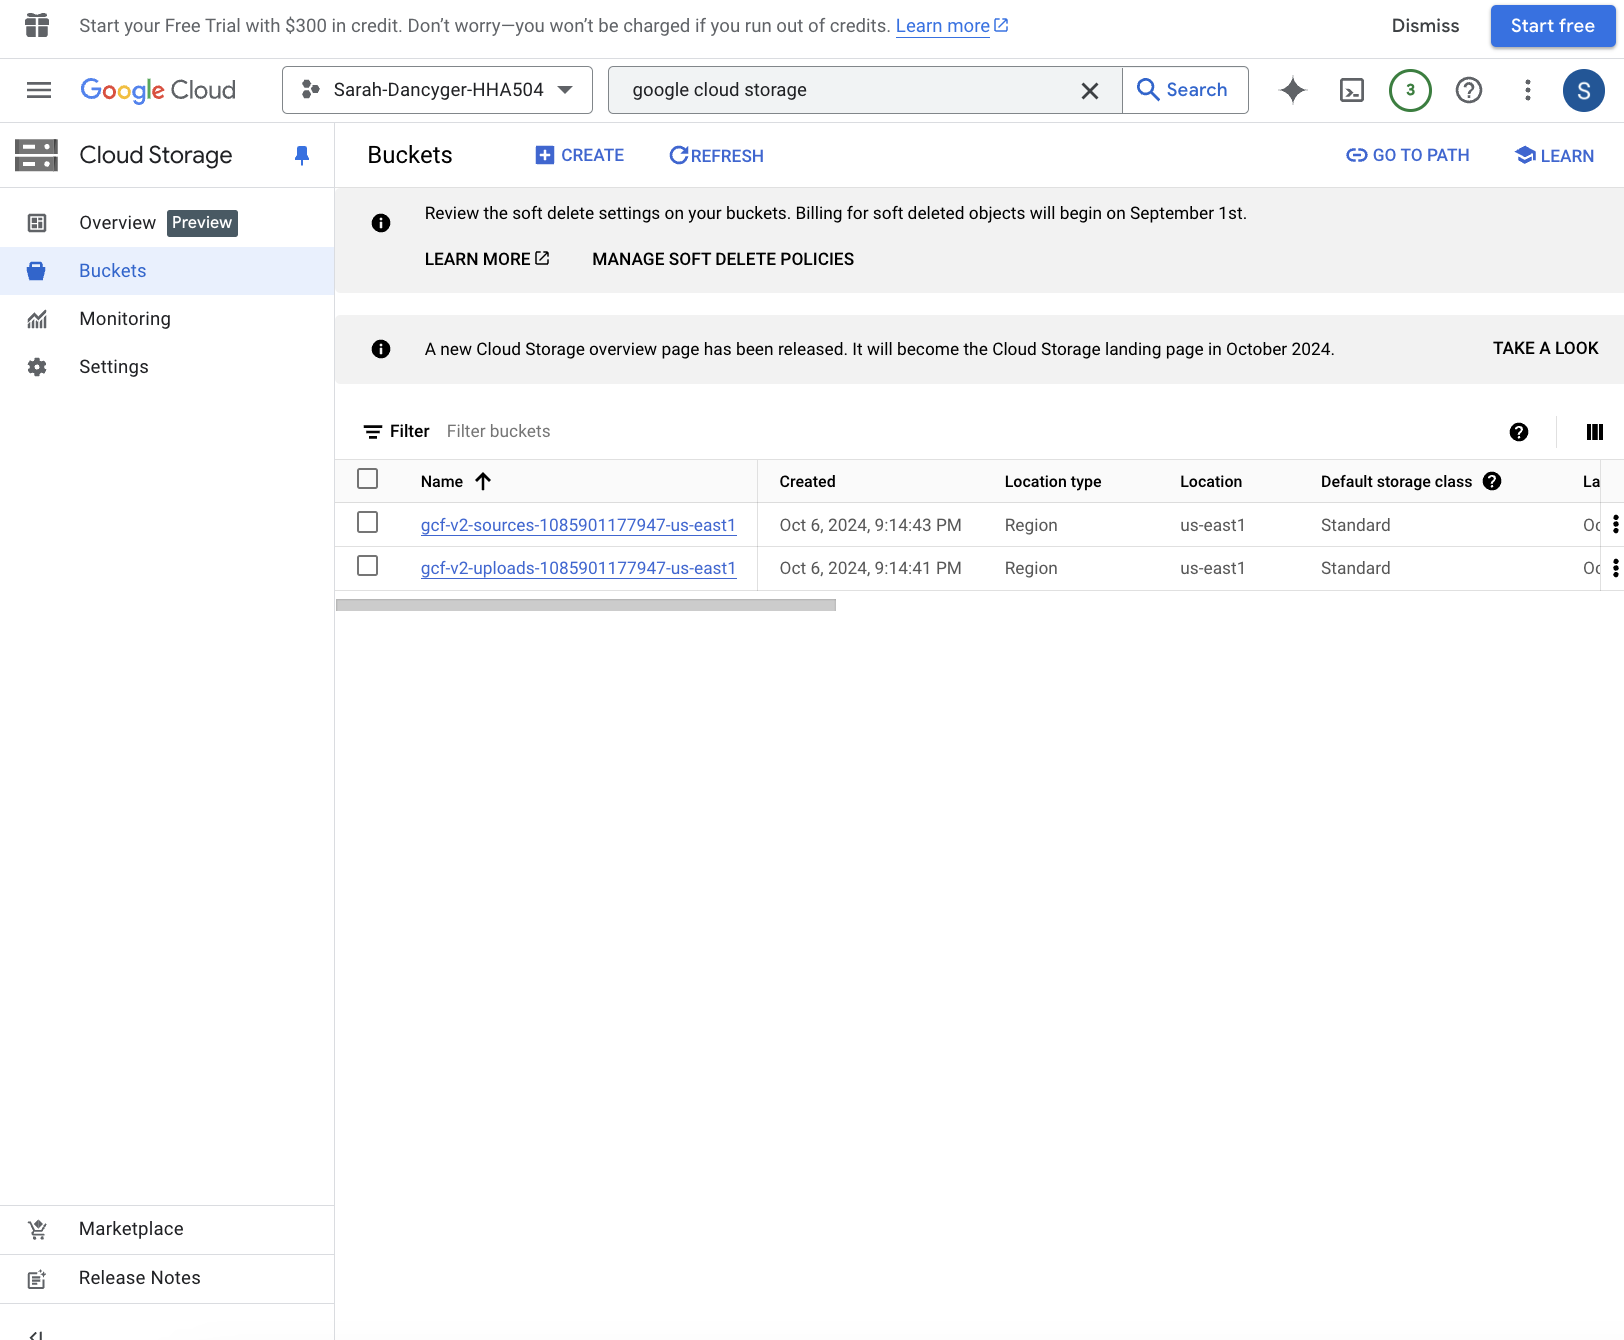 Start your Free Trial with $300 in credit. Don’t worry—you won’t be charged if you run out of credits. Learn more
Dismiss
Start free
Google Cloud
Sarah-Dancyger-HHA504
google cloud storage
Search
3
S
Cloud Storage
Buckets
CREATE
REFRESH
GO TO PATH
LEARN
Overview Preview
Buckets
Monitoring
Settings
Review the soft delete settings on your buckets. Billing for soft deleted objects will begin on September 1st.
LEARN MORE
MANAGE SOFT DELETE POLICIES
A new Cloud Storage overview page has been released. It will become the Cloud Storage landing page in October 2024.
TAKE A LOOK
Filter Filter buckets
Name Created Location type Location Default storage class La
gcf-v2-sources-1085901177947-us-east1 Oct 6, 2024, 9:14:43 PM Region us-east1 Standard Oc
gcf-v2-uploads-1085901177947-us-east1 Oct 6, 2024, 9:14:41 PM Region us-east1 Standard Oc
Marketplace
Release Notes